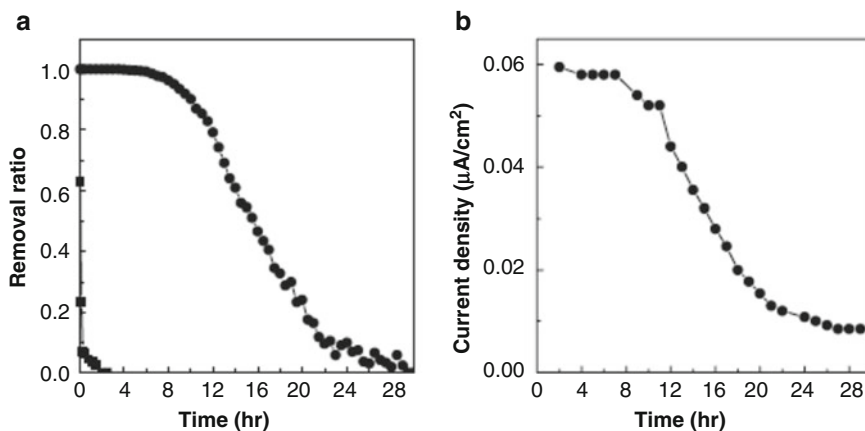 a
Removal ratio
1.0
0.8
0.6
0.4
0.2
0.0
0 4 8 12 16 20 24 28
Time (hr)
b
Current density (μA/cm²)
0.06
0.04
0.02
0.00
0 4 8 12 16 20 24 28
Time (hr)